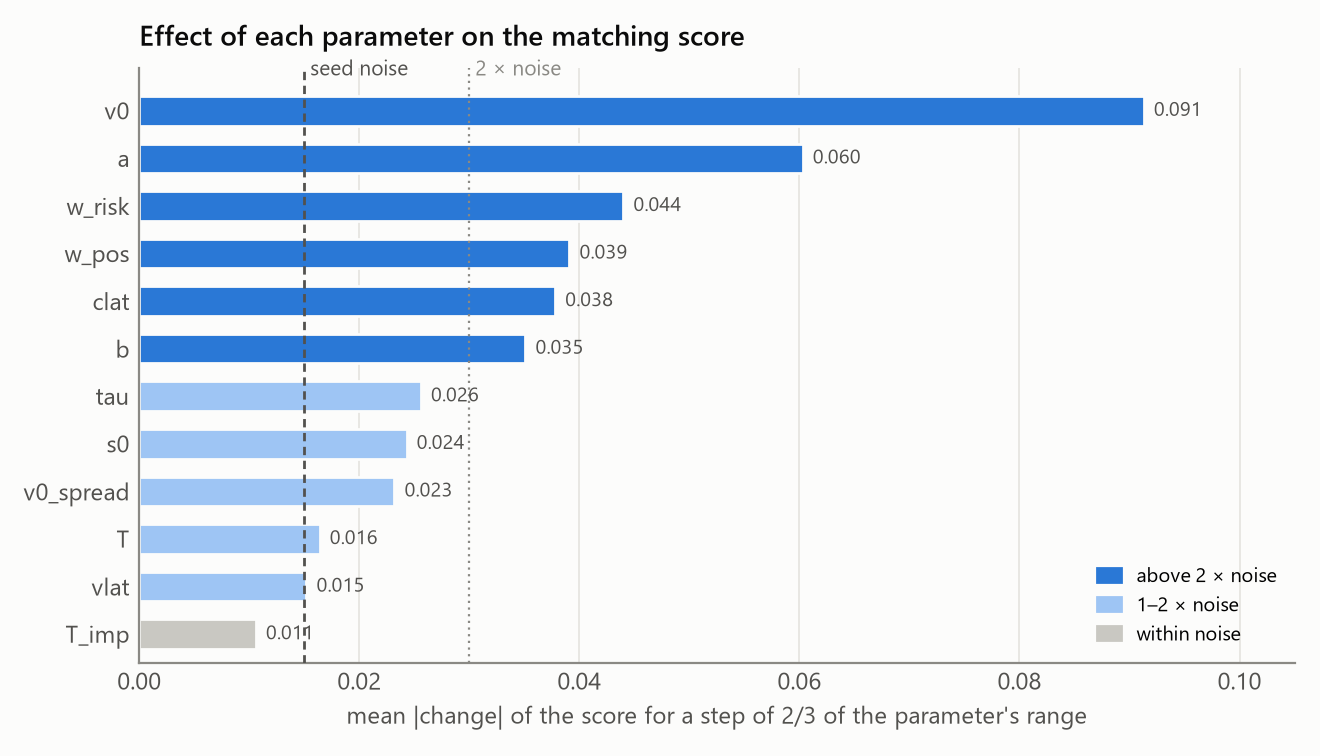 Effect of each parameter on the matching score
seed noise 2 × noise
v0 0.091
a 0.060
w_risk 0.044
w_pos 0.039
clat 0.038
b 0.035
tau 0.026
s0 0.024
v0_spread 0.023
T 0.016
vlat 0.015
T_imp 0.011
above 2 × noise
1–2 × noise
within noise
0.00 0.02 0.04 0.06 0.08 0.10
mean |change| of the score for a step of 2/3 of the parameter's range